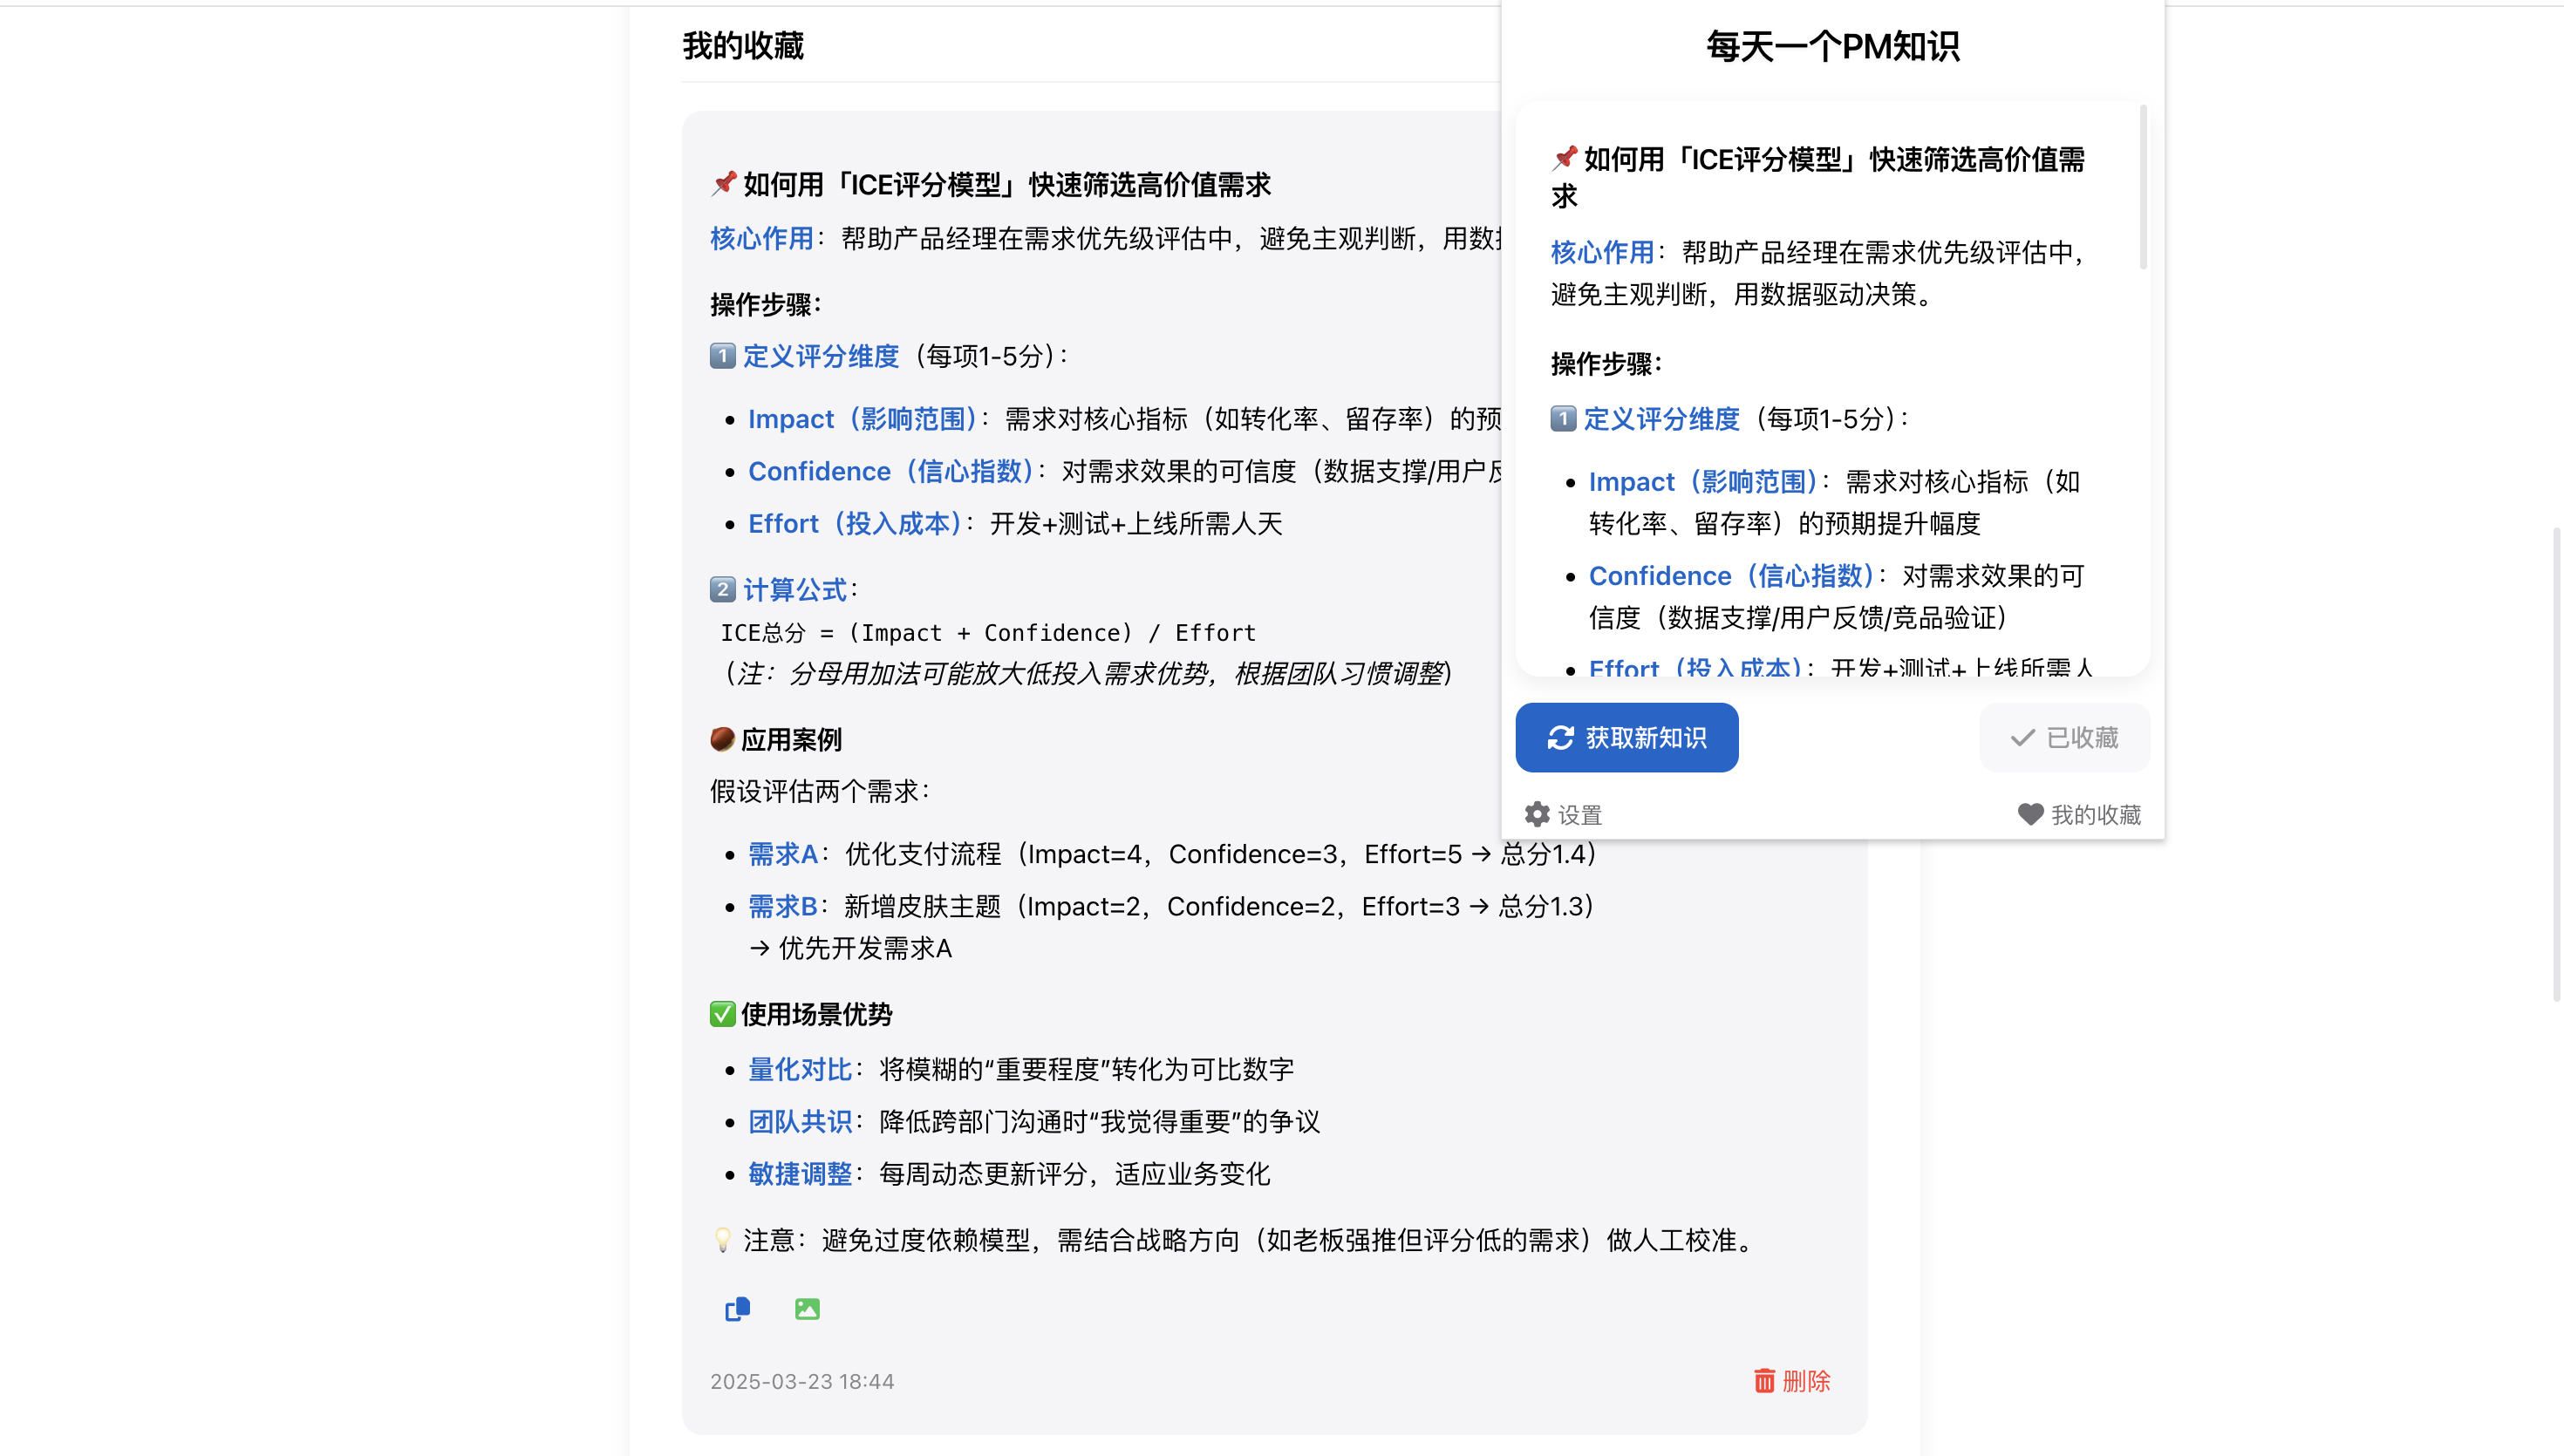 我的收藏
📌 如何用「ICE评分模型」快速筛选高价值需求
核心作用：帮助产品经理在需求优先级评估中，避免主观判断，用数
操作步骤：
1️⃣ 定义评分维度（每项1-5分）：
• Impact（影响范围）：需求对核心指标（如转化率、留存率）的预
• Confidence（信心指数）：对需求效果的可信度（数据支撑/用户
• Effort（投入成本）：开发+测试+上线所需人天
2️⃣ 计算公式：
ICE总分 = (Impact + Confidence) / Effort
（注：分母用加法可能放大低投入需求优势，根据团队习惯调整）
🌰 应用案例
假设评估两个需求：
• 需求A：优化支付流程（Impact=4，Confidence=3，Effort=5 → 总分1.4）
• 需求B：新增皮肤主题（Impact=2，Confidence=2，Effort=3 → 总分1.3）
→ 优先开发需求A
✅ 使用场景优势
• 量化对比：将模糊的“重要程度”转化为可比数字
• 团队共识：降低跨部门沟通时“我觉得重要”的争议
• 敏捷调整：每周动态更新评分，适应业务变化
💡 注意：避免过度依赖模型，需结合战略方向（如老板强推但评分低的需求）做人工校准。
2025-03-23 18:44
删除
每天一个PM知识
📌 如何用「ICE评分模型」快速筛选高价值需
求
核心作用：帮助产品经理在需求优先级评估中，
避免主观判断，用数据驱动决策。
操作步骤：
1️⃣ 定义评分维度（每项1-5分）：
• Impact（影响范围）：需求对核心指标（如
转化率、留存率）的预期提升幅度
• Confidence（信心指数）：对需求效果的可
信度（数据支撑/用户反馈/竞品验证）
• Effort（投入成本）：开发+测试+上线所需人
获取新知识
已收藏
设置
我的收藏